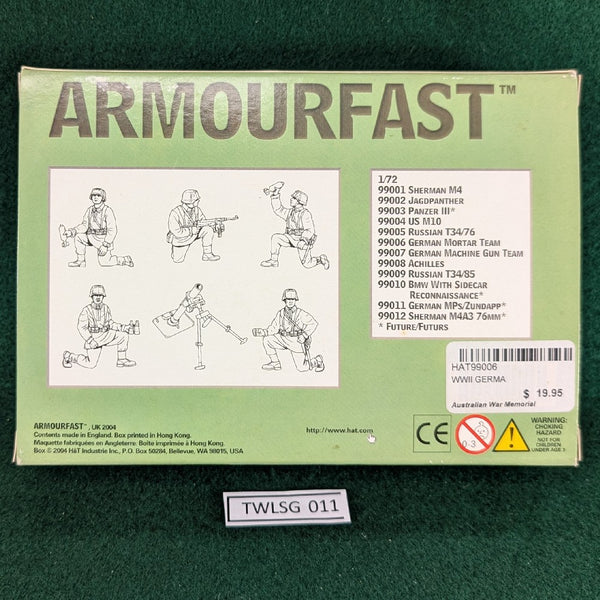 ARMOURFAST™
1/72
99001 SHERMAN M4
99002 JAGDPANTHER
99003 PANZER III*
99004 US M10
99005 RUSSIAN T34/76
99006 GERMAN MORTAR TEAM
99007 GERMAN MACHINE GUN TEAM
99008 ACHILLES
99009 RUSSIAN T34/85
99010 BMW WITH SIDECAR
RECONNAISSANCE*
99011 GERMAN MPS/ZUNDAPP*
99012 SHERMAN M4A3 76MM*
* FUTURE/FUTURS
HAT99006
WWII GERMA
$ 19.95
Australian War Memorial
ARMOURFAST™, UK 2004
Contents made in England. Box printed in Hong Kong.
Maquette fabriquées en Angleterre. Boite imprimée à Hong Kong.
Box © 2004 HäT Industrie Inc., P.O. Box 50284, Bellevue, WA 98015, USA
http://www.hat.com
CE
0-3
WARNING:
CHOKING
HAZARD
NOT FOR
CHILDREN
UNDER AGE 3
TWLSG 011